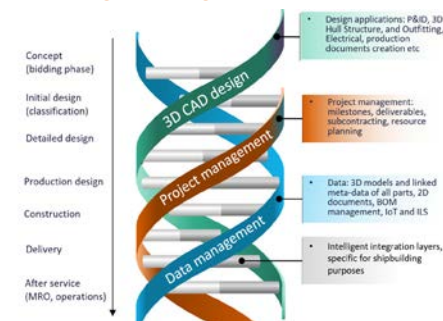 Concept
(bidding phase)
Initial design
(classification)
Detailed design
Production design
Construction
Delivery
After service
(MRO, operations)
3D CAD design
Project management
Data management
• Design applications: P&ID, 3D
Hull Structure, and Outfitting,
Electrical, production
documents creation etc
• Project management:
milestones, deliverables,
subcontracting, resource
planning
• Data: 3D models and linked
meta-data of all parts, 2D
documents, BOM
management, IoT and ILS
• Intelligent integration layers,
specific for shipbuilding
purposes